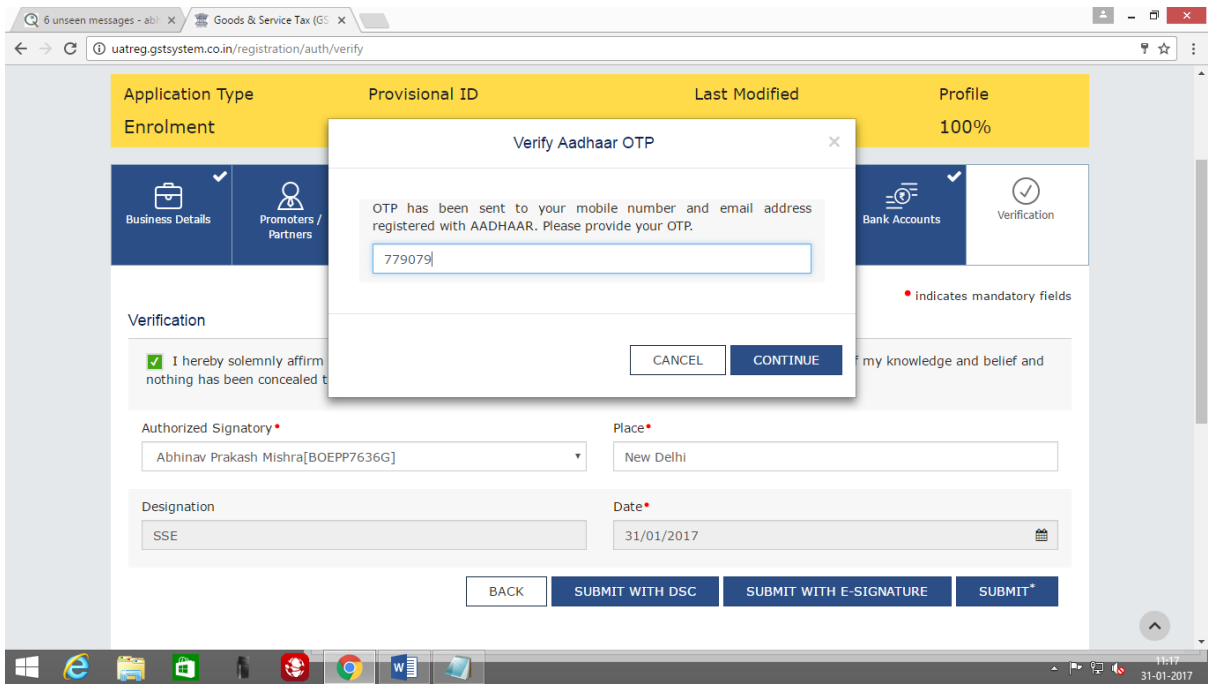 6 unseen messages - abh
Goods & Service Tax (GS
uatreg.gstsystem.co.in/registration/auth/verify
Application Type Provisional ID Last Modified Profile
Enrolment 100%
Verify Aadhaar OTP
OTP has been sent to your mobile number and email address
registered with AADHAAR. Please provide your OTP.
779079
CANCEL CONTINUE
Business Details
Promoters /
Partners
Bank Accounts
Verification
• indicates mandatory fields
Verification
I hereby solemnly affirm my knowledge and belief and
nothing has been concealed
Authorized Signatory • Place •
Abhinav Prakash Mishra[BOEPP7636G] New Delhi
Designation Date •
SSE 31/01/2017
BACK SUBMIT WITH DSC SUBMIT WITH E-SIGNATURE SUBMIT*
11:17
31-01-2017